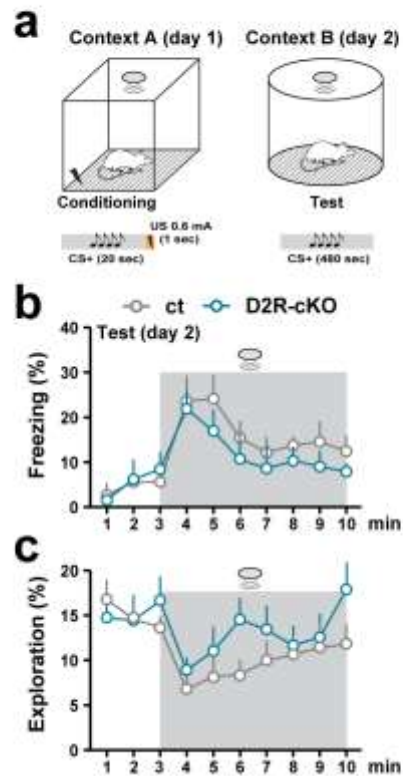 a
Context A (day 1) Context B (day 2)
Conditioning Test
US 0.6 mA
(1 sec)
CS+ (20 sec) CS+ (480 sec)
b
ct D2R-cKO
Test (day 2)
Freezing (%)
40
30
20
10
0
1 2 3 4 5 6 7 8 9 10 min
c
Exploration (%)
20
15
10
5
0
1 2 3 4 5 6 7 8 9 10 min